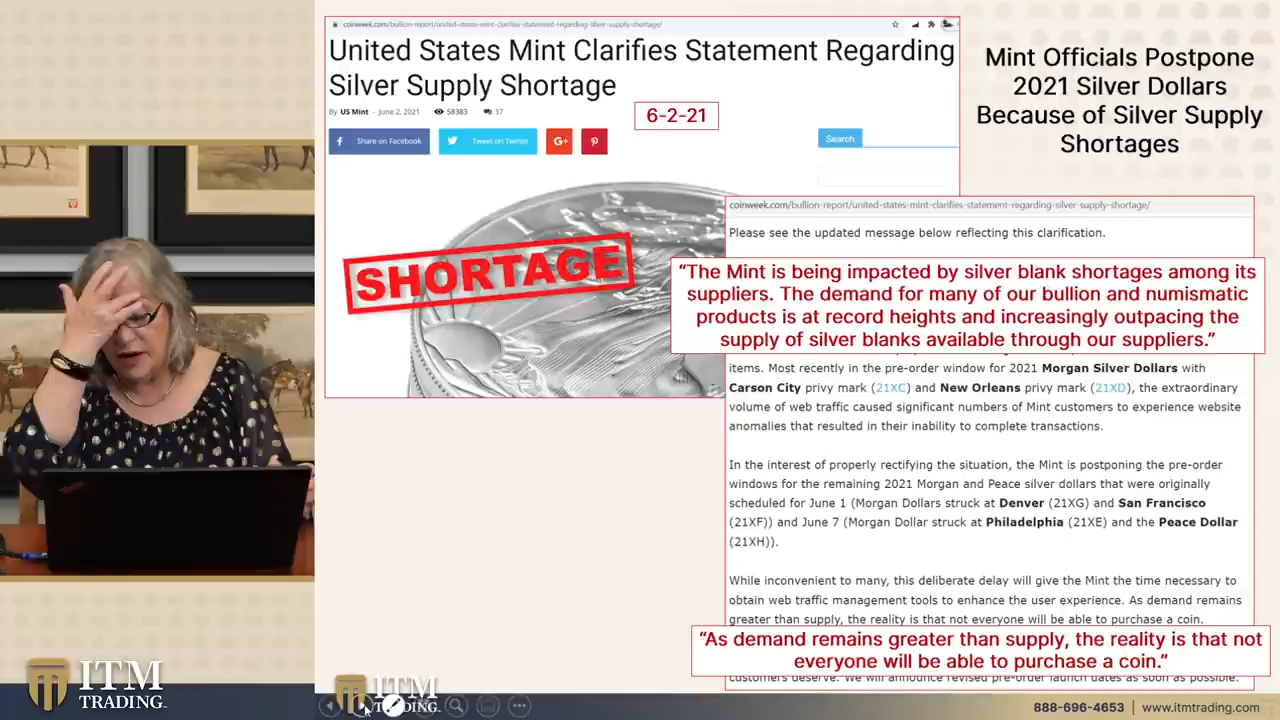 coinweek.com/bullion-report/united-states-mint-clarifies-statement-regarding-silver-supply-shortage/
United States Mint Clarifies Statement Regarding
Silver Supply Shortage
By US Mint - June 2, 2021 58383 37
6-2-21
Share on Facebook
Tweet on Twitter
G+
Search
SHORTAGE
Mint Officials Postpone
2021 Silver Dollars
Because of Silver Supply
Shortages
coinweek.com/bullion-report/united-states-mint-clarifies-statement-regarding-silver-supply-shortage/
Please see the updated message below reflecting this clarification.
“The Mint is being impacted by silver blank shortages among its
suppliers. The demand for many of our bullion and numismatic
products is at record heights and increasingly outpacing the
supply of silver blanks available through our suppliers.”
items. Most recently in the pre-order window for 2021 Morgan Silver Dollars with
Carson City privy mark (21XC) and New Orleans privy mark (21XD), the extraordinary
volume of web traffic caused significant numbers of Mint customers to experience website
anomalies that resulted in their inability to complete transactions.
In the interest of properly rectifying the situation, the Mint is postponing the pre-order
windows for the remaining 2021 Morgan and Peace silver dollars that were originally
scheduled for June 1 (Morgan Dollars struck at Denver (21XG) and San Francisco
(21XF)) and June 7 (Morgan Dollar struck at Philadelphia (21XE) and the Peace Dollar
(21XH)).
While inconvenient to many, this deliberate delay will give the Mint the time necessary to
obtain web traffic management tools to enhance the user experience. As demand remains
greater than supply, the reality is that not everyone will be able to purchase a coin.
“As demand remains greater than supply, the reality is that not
everyone will be able to purchase a coin.”
customers deserve. We will announce revised pre-order launch dates as soon as possible.
ITM
TRADING.
ITM
TRADING.
888-696-4653 | www.itmtrading.com